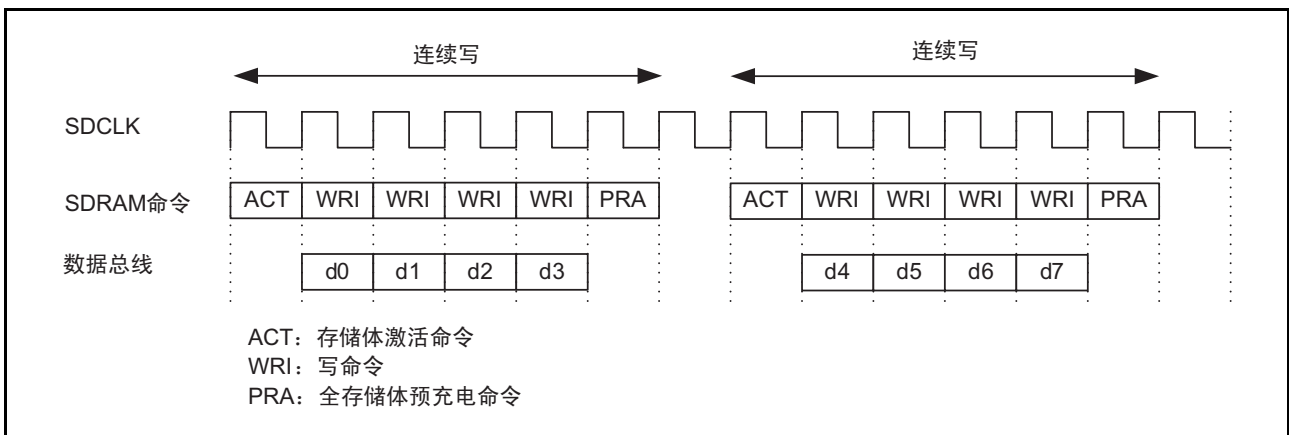 连续写 连续写
SDCLK
SDRAM命令 ACT WRI WRI WRI WRI PRA ACT WRI WRI WRI WRI PRA
数据总线 d0 d1 d2 d3 d4 d5 d6 d7
ACT：存储体激活命令
WRI：写命令
PRA：全存储体预充电命令